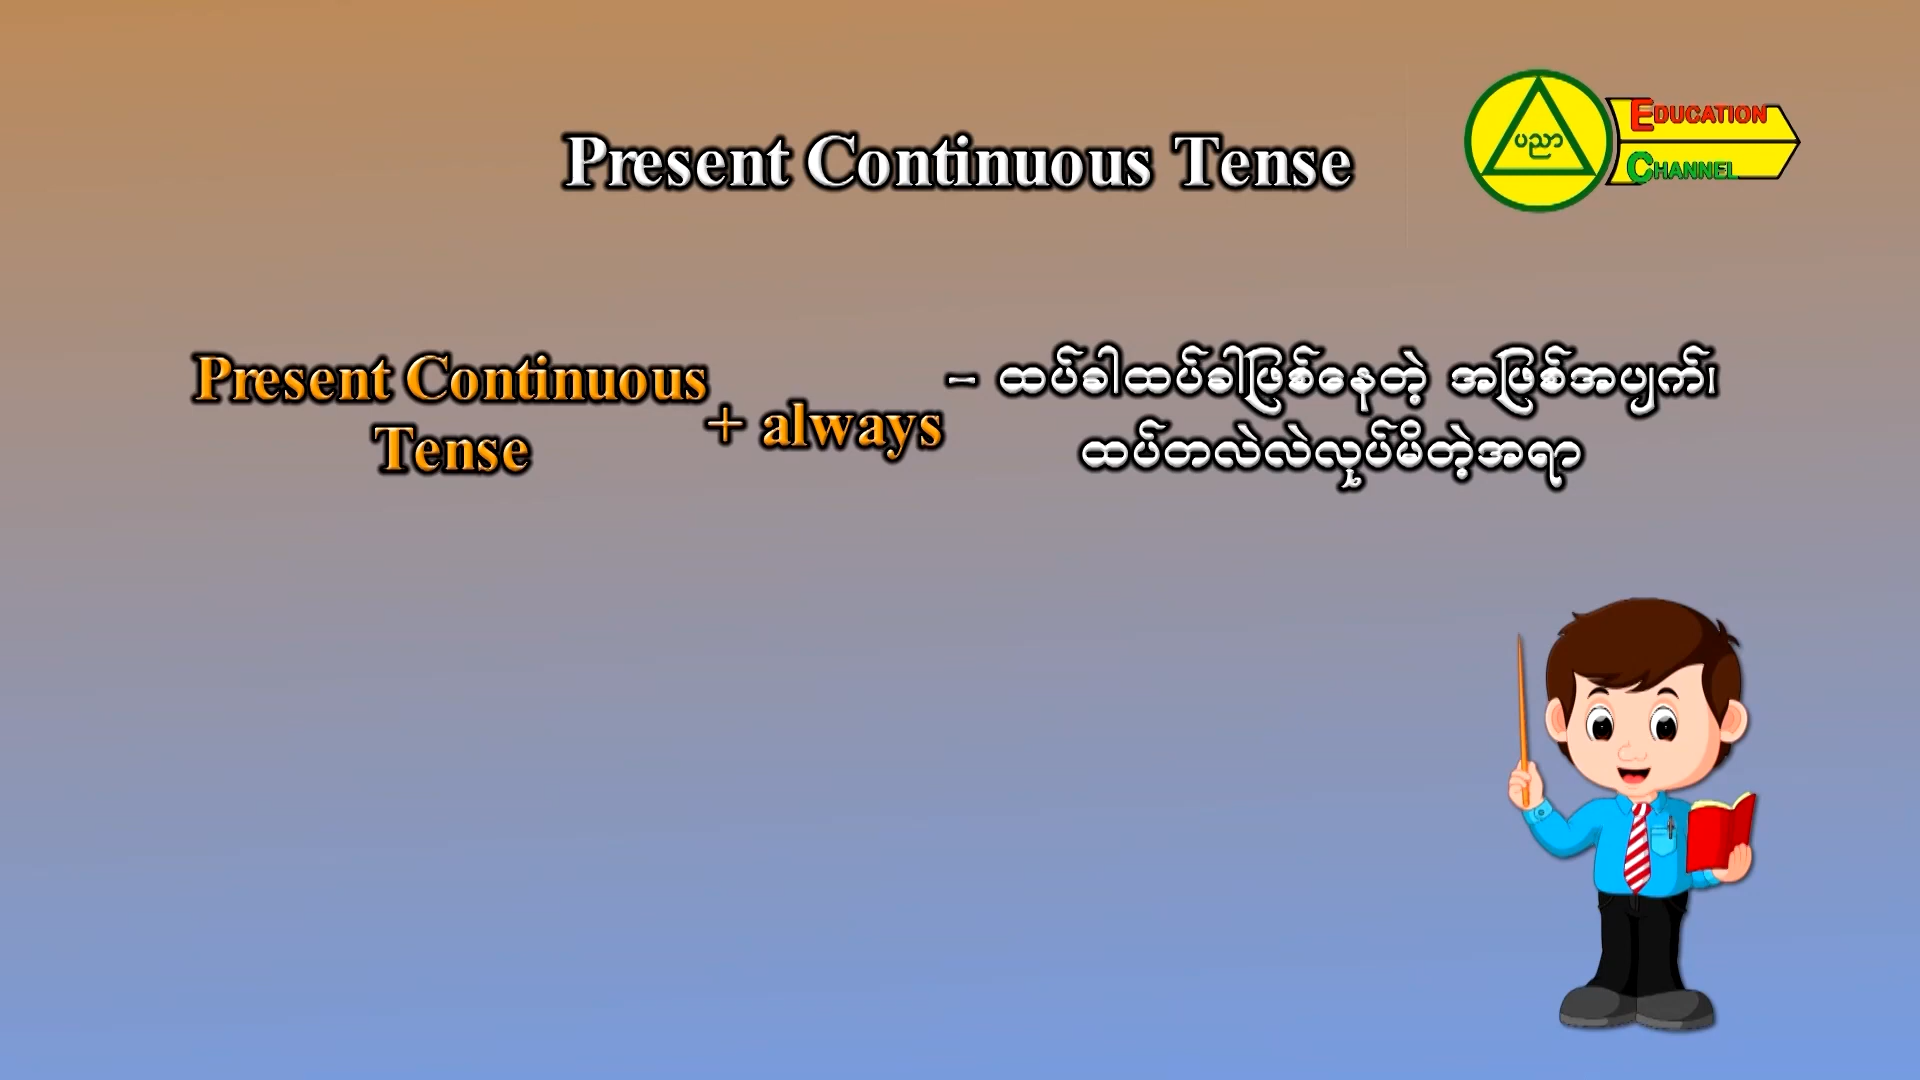 Present Continuous Tense
ပညာ
EDUCATION
CHANNEL
Present Continuous
Tense
+ always
– ထပ်ခါထပ်ခါဖြစ်နေတဲ့ အဖြစ်အပျက်၊
ထပ်တလဲလဲလုပ်မိတဲ့အရာ